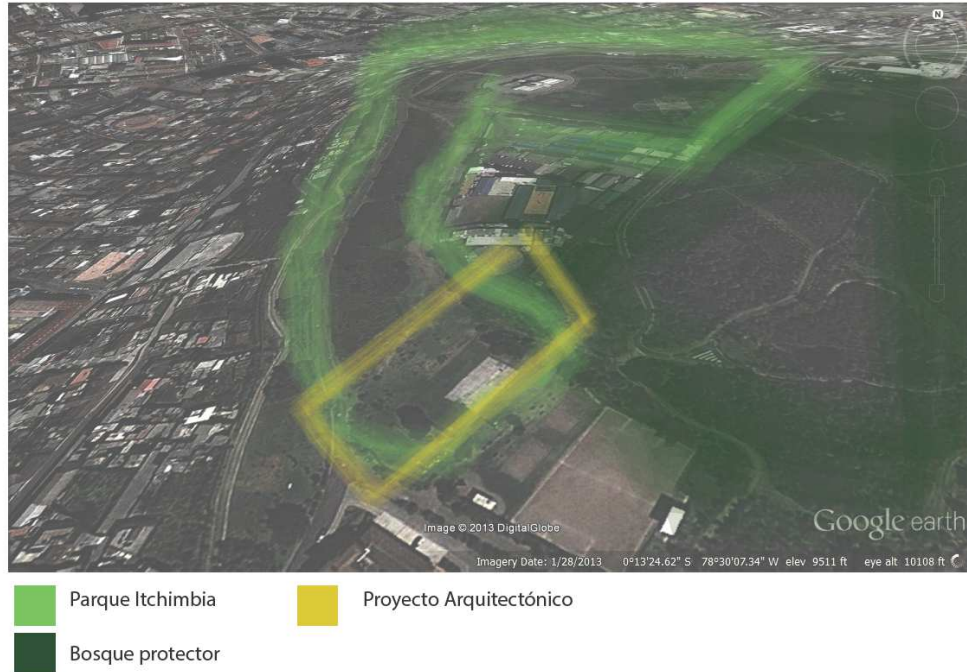 N
Image © 2013 DigitalGlobe
Google earth
Imagery Date: 1/28/2013 0°13'24.62" S 78°30'07.34" W elev 9511 ft eye alt 10108 ft
Parque Itchimbia Proyecto Arquitectónico
Bosque protector